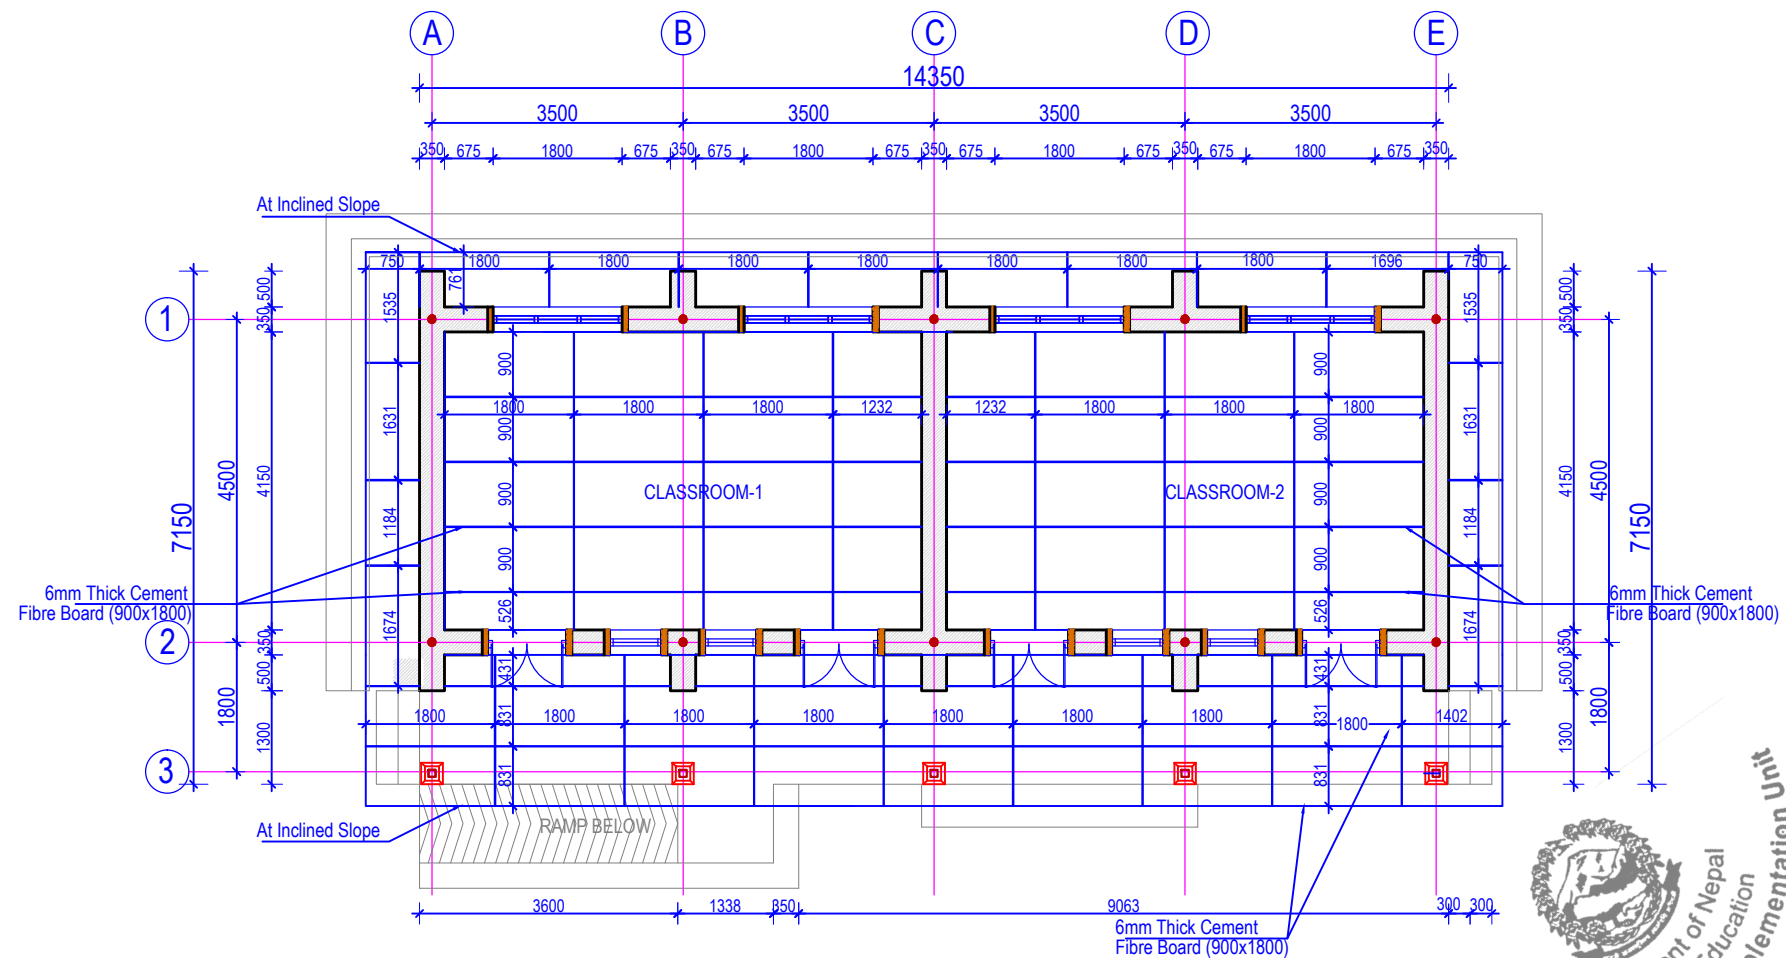 A B C D E
14350
3500 3500 3500 3500
350 675 1800 675 350 675 1800 675 350 675 1800 675 350 675 1800 675 350
At Inclined Slope
750 1800 1800 1800 1800 1800 1800 1800 1696 750
761
500 350 4150 350 500 1300
1535 1631 1184 1674
1
7150
4500
1800
900 900 900 900 526
1800 1800 1800 1232 1232 1800 1800 1800
900 900 900 900 526
1535 1631 1184 1674
500 350 4150 350 500 1300
4500
1800
7150
CLASSROOM-1 CLASSROOM-2
6mm Thick Cement
Fibre Board (900x1800)
6mm Thick Cement
Fibre Board (900x1800)
2
431 831 831
431 831 831
1800 1800 1800 1800 1800 1800 1800 1800 1402
3
At Inclined Slope
RAMP BELOW
3600 1338 350 9063 300 300
6mm Thick Cement
Fibre Board (900x1800)
of Nepal